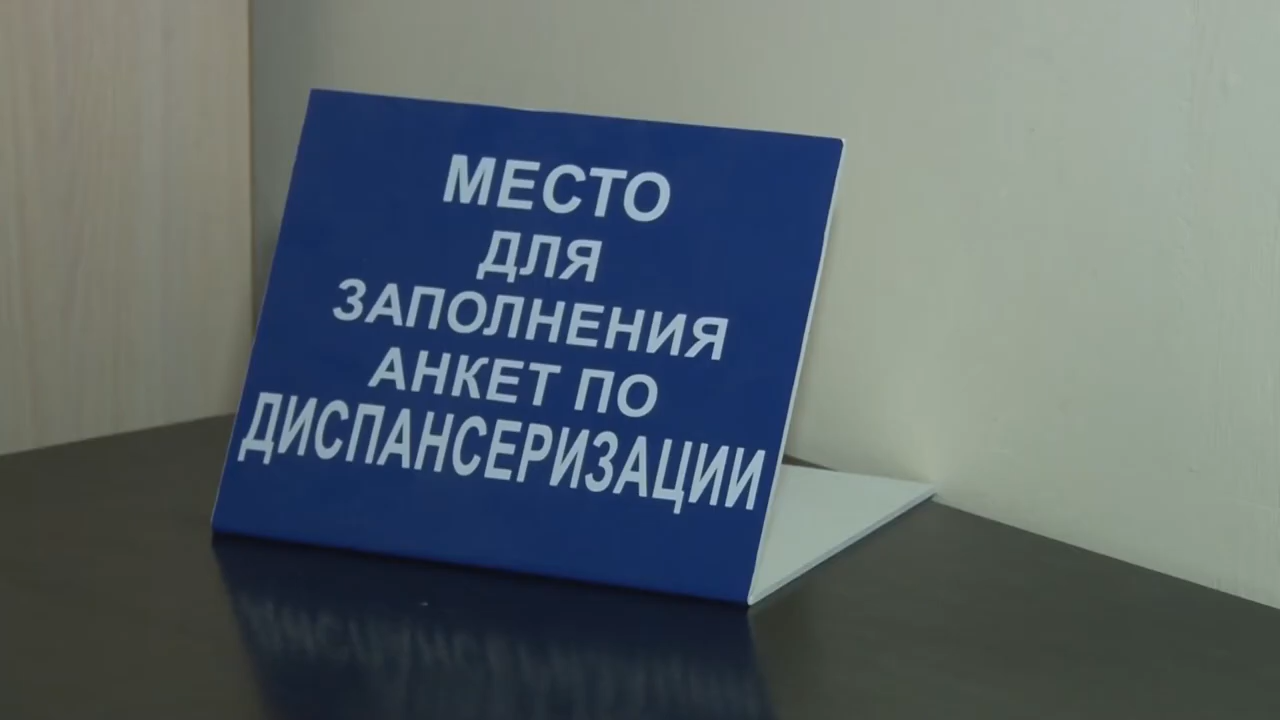 МЕСТО
ДЛЯ
ЗАПОЛНЕНИЯ
АНКЕТ ПО
ДИСПАНСЕРИЗАЦИИ